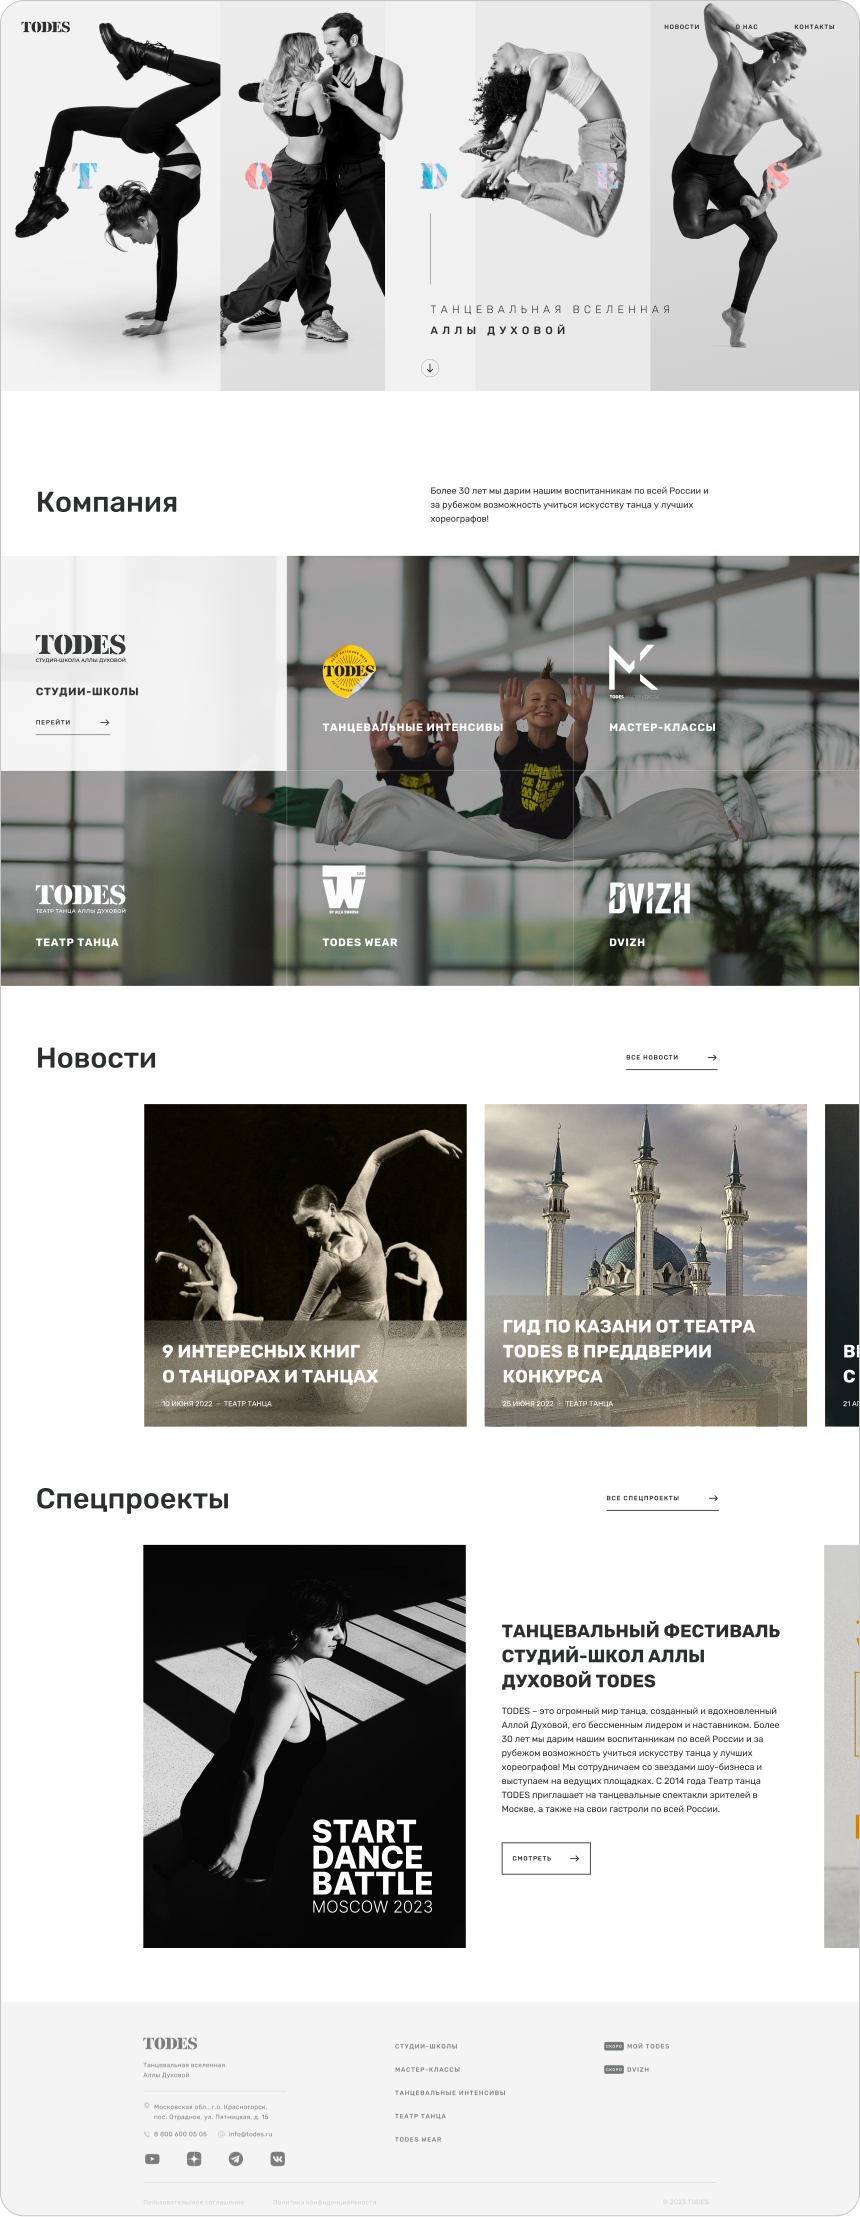 TODES
НОВОСТИ
О НАС
КОНТАКТЫ
T O D E S
ТАНЦЕВАЛЬНАЯ ВСЕЛЕННАЯ
АЛЛЫ ДУХОВОЙ
Компания
Более 30 лет мы дарим нашим воспитанникам по всей России и
за рубежом возможность учиться искусству танца у лучших
хореографов!
TODES
СТУДИЯ-ШКОЛА АЛЛЫ ДУХОВОЙ
СТУДИИ-ШКОЛЫ
ПЕРЕЙТИ
TODES
ТАНЦЕВАЛЬНЫЕ ИНТЕНСИВЫ
TODES
МАСТЕР-КЛАССЫ
TODES
ТЕАТР ТАНЦА АЛЛЫ ДУХОВОЙ
ТЕАТР ТАНЦА
TW
TODES WEAR
DVIZH
DVIZH
Новости
ВСЕ НОВОСТИ
9 ИНТЕРЕСНЫХ КНИГ
О ТАНЦОРАХ И ТАНЦАХ
10 ИЮНЯ 2022 — ТЕАТР ТАНЦА
ГИД ПО КАЗАНИ ОТ ТЕАТРА
TODES В ПРЕДДВЕРИИ
КОНКУРСА
25 ИЮНЯ 2022 — ТЕАТР ТАНЦА
С
21
Спецпроекты
ВСЕ СПЕЦПРОЕКТЫ
START
DANCE
BATTLE
MOSCOW 2023
ТАНЦЕВАЛЬНЫЙ ФЕСТИВАЛЬ
СТУДИЙ-ШКОЛ АЛЛЫ
ДУХОВОЙ TODES
TODES – это огромный мир танца, созданный и вдохновленный
Аллой Духовой, его бессменным лидером и наставником. Более
30 лет мы дарим нашим воспитанникам по всей России и за
рубежом возможность учиться искусству танца у лучших
хореографов! Мы сотрудничаем со звездами шоу-бизнеса и
выступаем на ведущих площадках. С 2014 года Театр танца
TODES приглашает на танцевальные спектакли зрителей в
Москве, а также на свои гастроли по всей России.
СМОТРЕТЬ
TODES
Танцевальная вселенная
Аллы Духовой
Московская обл., г.о. Красногорск,
пос. Отрадное, ул. Пятницкая, д. 15
8 800 600 05 05
info@todes.ru
СТУДИИ-ШКОЛЫ
МАСТЕР-КЛАССЫ
ТАНЦЕВАЛЬНЫЕ ИНТЕНСИВЫ
ТЕАТР ТАНЦА
TODES WEAR
СКОРО МОЙ TODES
СКОРО DVIZH
Пользовательское соглашение
Политика конфиденциальности
© 2023 TODES